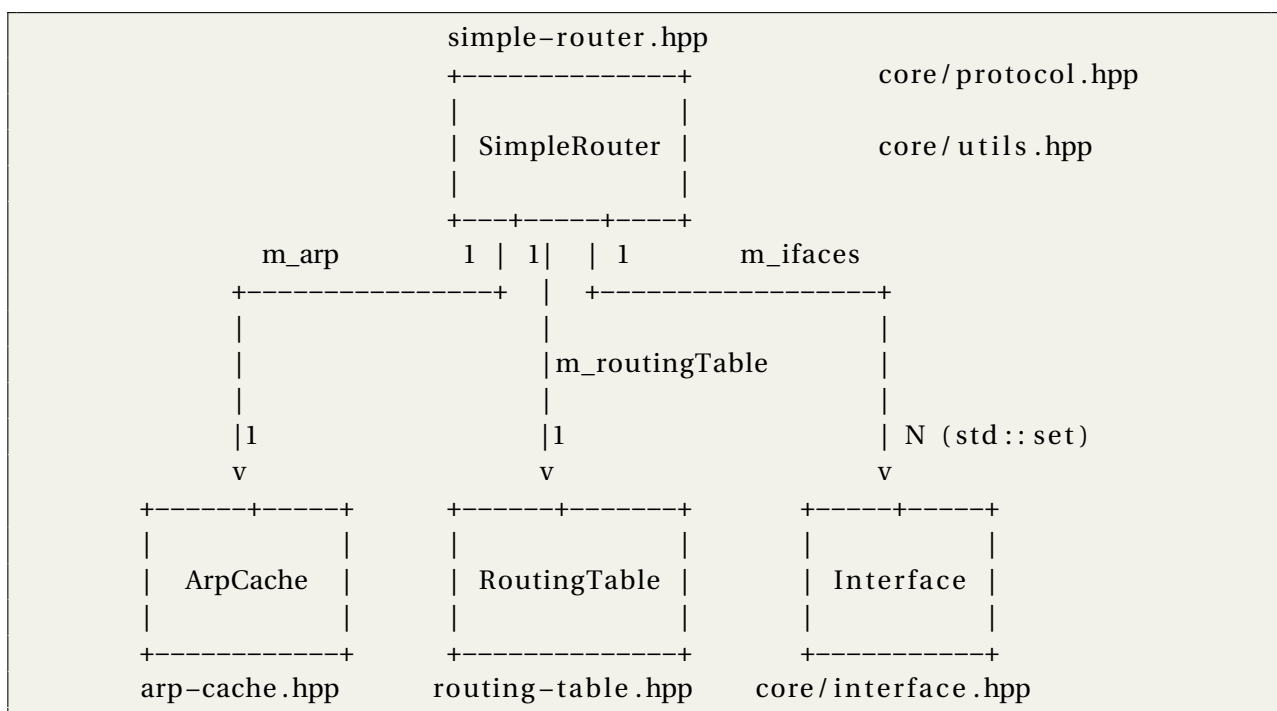 simple-router.hpp
+--------------+ core/protocol.hpp
| |
| SimpleRouter | core/utils.hpp
| |
+---+-----+----+
m_arp 1 | 1| | 1 m_ifaces
+----------------+ | +------------------+
| | |
| |m_routingTable |
| | |
|1 |1 | N (std::set)
v v v
+------+-----+ +------+-------+ +-----+-----+
| | | | | |
| ArpCache | | RoutingTable | | Interface |
| | | | | |
+------------+ +--------------+ +-----------+
arp-cache.hpp routing-table.hpp core/interface.hpp